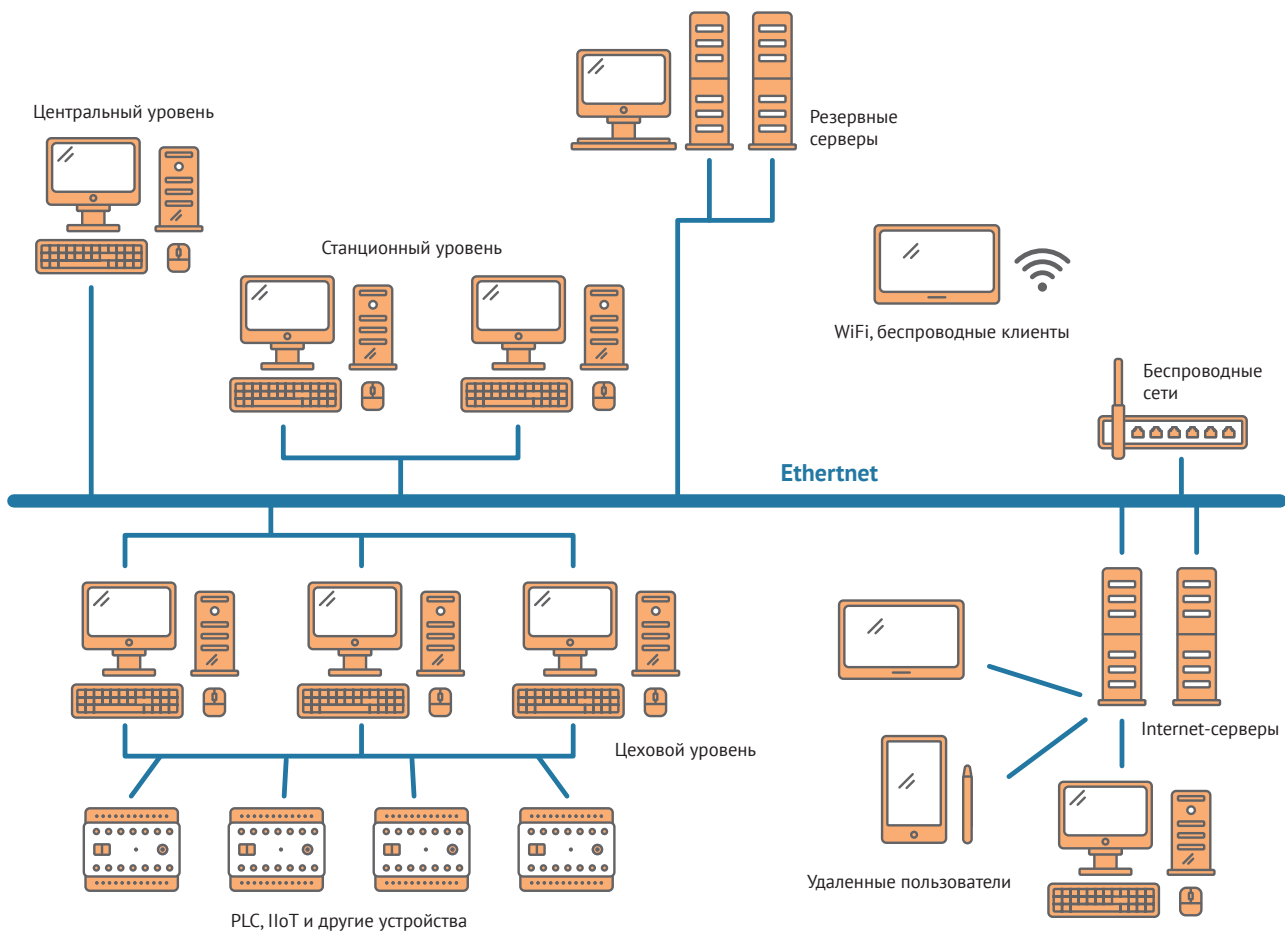 Центральный уровень
Резервные
серверы
Станционный уровень
WiFi, беспроводные клиенты
Беспроводные
сети
Ethertnet
Internet-серверы
Цеховой уровень
Удаленные пользователи
PLC, IIoT и другие устройства